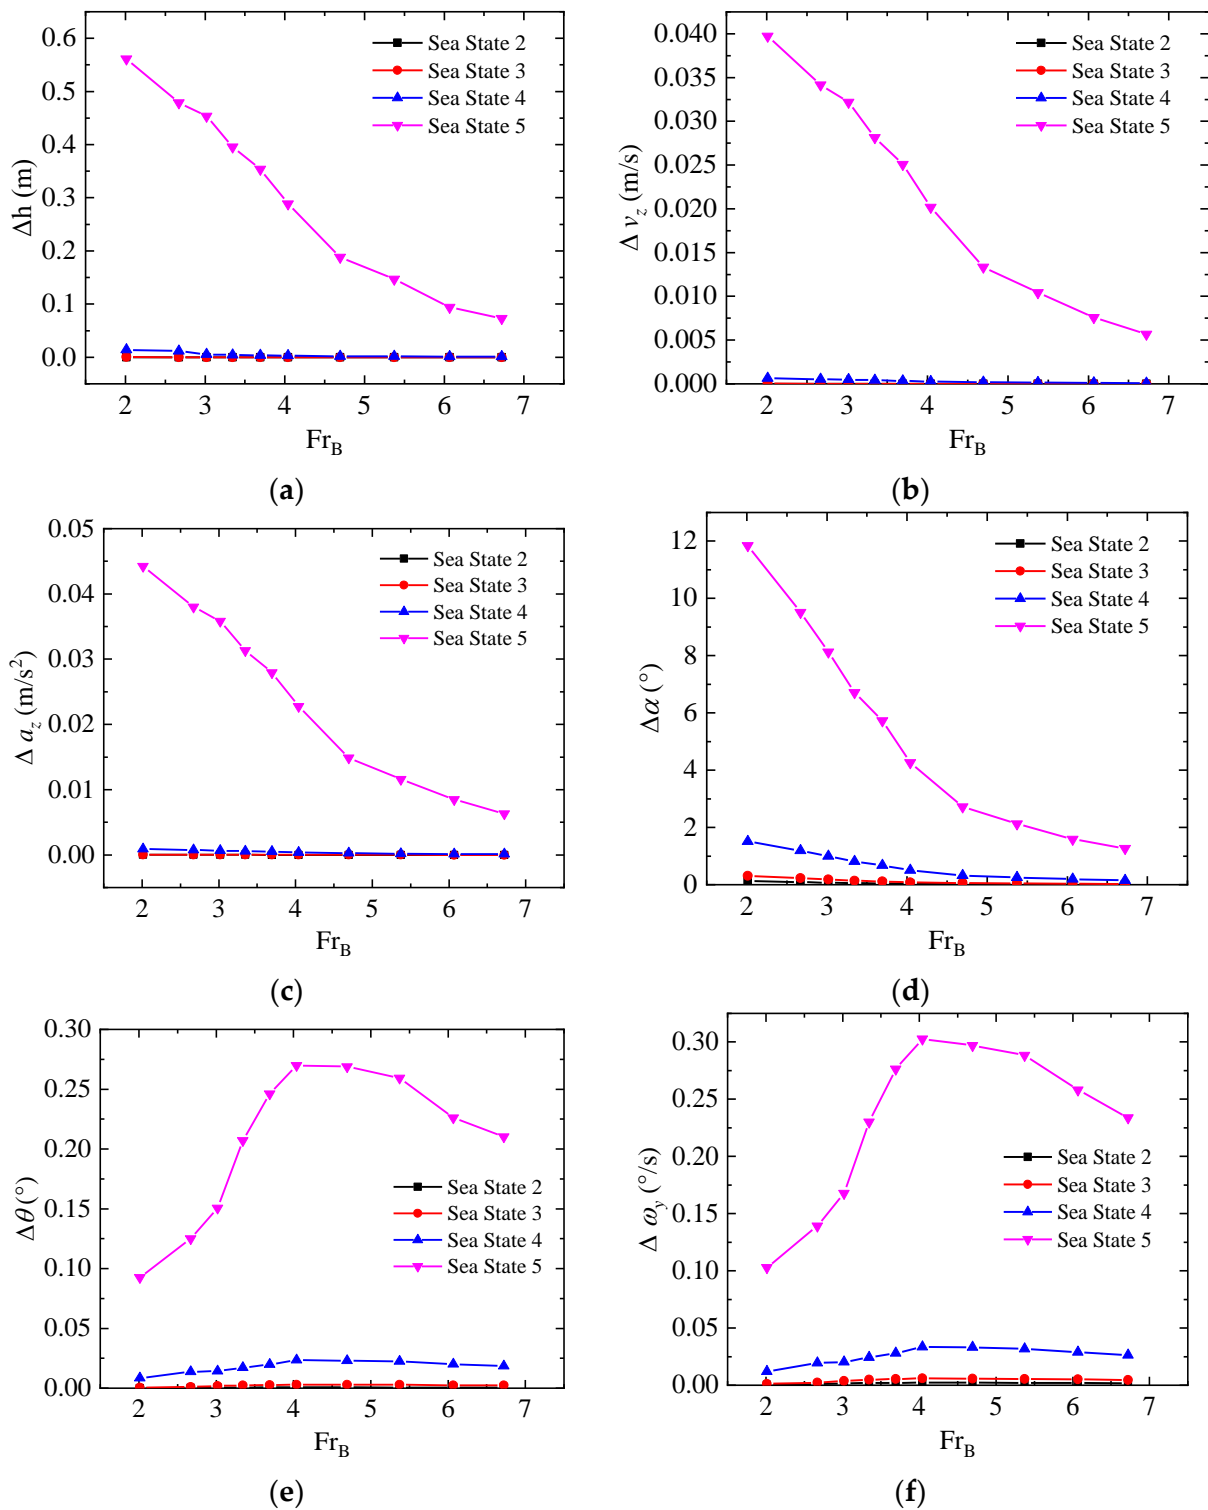 0.6
0.5
0.4
0.3
0.2
0.1
0.0
Δh (m)
Sea State 2
Sea State 3
Sea State 4
Sea State 5
2 3 4 5 6 7
Fr_B
(a)
0.040
0.035
0.030
0.025
0.020
0.015
0.010
0.005
0.000
Δ v_z (m/s)
Sea State 2
Sea State 3
Sea State 4
Sea State 5
2 3 4 5 6 7
Fr_B
(b)
0.05
0.04
0.03
0.02
0.01
0.00
Δ a_z (m/s²)
Sea State 2
Sea State 3
Sea State 4
Sea State 5
2 3 4 5 6 7
Fr_B
(c)
12
10
8
6
4
2
0
Δα (°)
Sea State 2
Sea State 3
Sea State 4
Sea State 5
2 3 4 5 6 7
Fr_B
(d)
0.30
0.25
0.20
0.15
0.10
0.05
0.00
Δθ (°)
Sea State 2
Sea State 3
Sea State 4
Sea State 5
2 3 4 5 6 7
Fr_B
(e)
0.30
0.25
0.20
0.15
0.10
0.05
0.00
Δ ω_y (°/s)
Sea State 2
Sea State 3
Sea State 4
Sea State 5
2 3 4 5 6 7
Fr_B
(f)